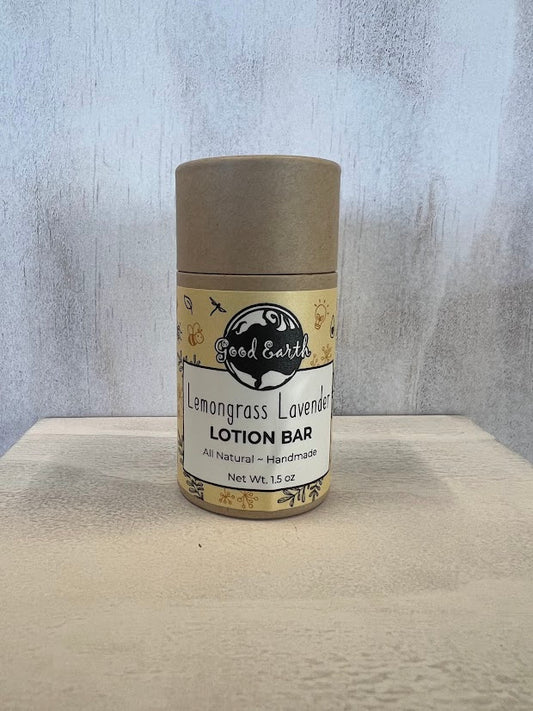 Good Earth
Lemongrass Lavender
LOTION BAR
All Natural ~ Handmade
Net Wt. 1.5 oz